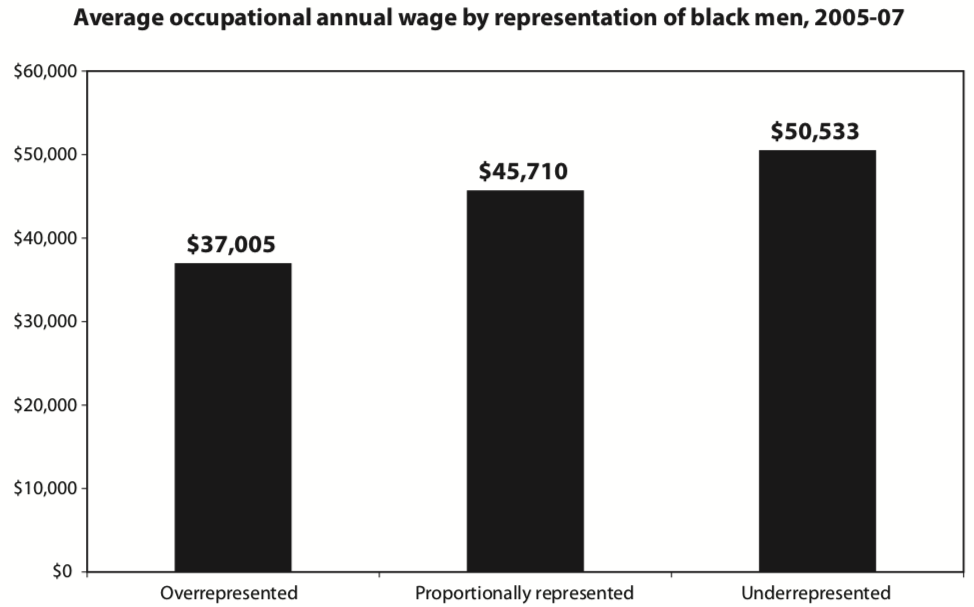 Average occupational annual wage by representation of black men, 2005-07
$60,000
$50,000
$40,000
$30,000
$20,000
$10,000
$0
$37,005
$45,710
$50,533
Overrepresented
Proportionally represented
Underrepresented